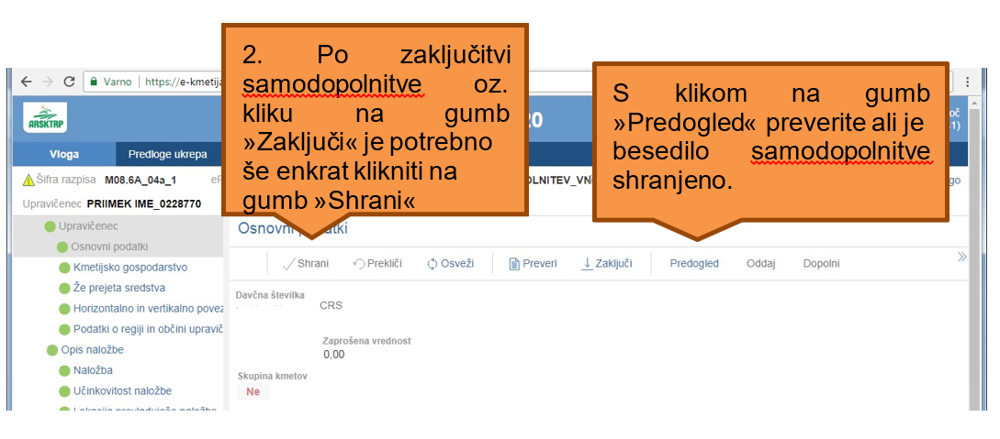 2. Po zaključitvi
samodopolnitve oz.
kliku na gumb
»Zaključi« je potrebno
še enkrat klikniti na
gumb »Shrani«
S klikom na gumb
»Predogled« preverite ali je
besedilo samodopolnitve
shranjeno.
Varno | https://e-kmetija
ARSKTRP
20
Vloga Predloge ukrepa
Šifra razpisa M08.6A_04a_1
Upravičenec PRIIMEK IME_0228770
Upravičenec
Osnovni podatki
Kmetijsko gospodarstvo
Že prejeta sredstva
Horizontalno in vertikalno povez
Podatki o regiji in občini upravič
Opis naložbe
Naložba
Učinkovitost naložbe
Osnovni podatki
Shrani Prekliči Osveži Preveri Zaključi Predogled Oddaj Dopolni
Davčna številka
CRS
Zaprošena vrednost
0,00
Skupina kmetov
Ne